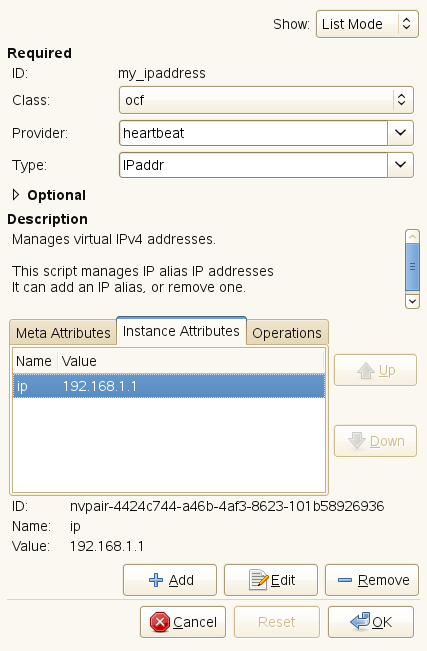 Show: List Mode
Required
ID: my_ipaddress
Class: ocf
Provider: heartbeat
Type: IPaddr
Optional
Description
Manages virtual IPv4 addresses.
This script manages IP alias IP addresses
It can add an IP alias, or remove one.
Meta Attributes Instance Attributes Operations
Name Value
ip 192.168.1.1
Up
Down
ID: nvpair-4424c744-a46b-4af3-8623-101b58926936
Name: ip
Value: 192.168.1.1
Add Edit Remove
Cancel Reset OK